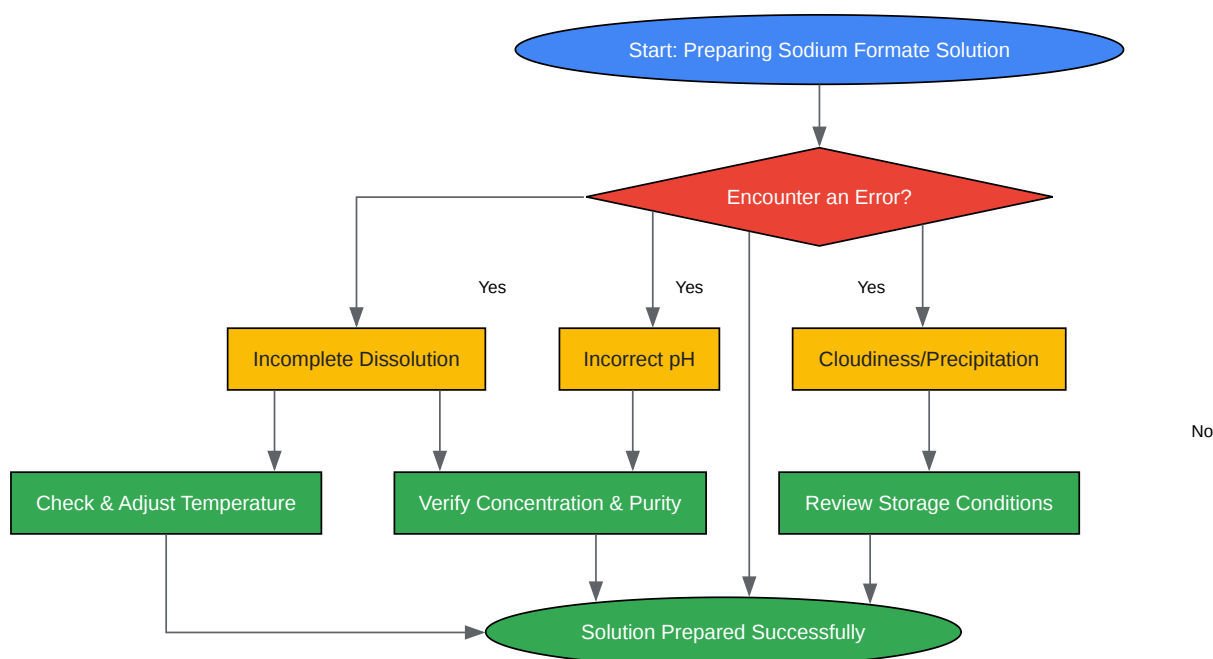 Start: Preparing Sodium Formate Solution
Encounter an Error?
Yes
Yes
Yes
Incomplete Dissolution
Incorrect pH
Cloudiness/Precipitation
No
Check & Adjust Temperature
Verify Concentration & Purity
Review Storage Conditions
Solution Prepared Successfully